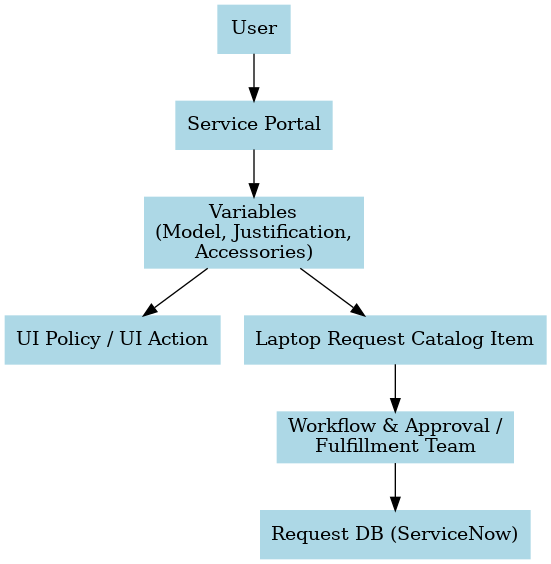 User
Service Portal
Variables
(Model, Justification,
Accessories)
UI Policy / UI Action
Laptop Request Catalog Item
Workflow & Approval /
Fulfillment Team
Request DB (ServiceNow)